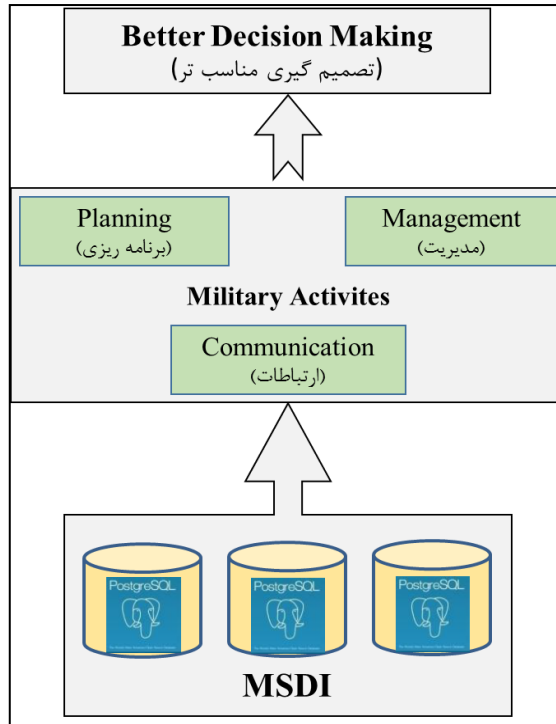 Better Decision Making
(تصمیم گیری مناسب تر)
Planning
(برنامه ریزی)
Management
(مدیریت)
Military Activites
Communication
(ارتباطات)
PostgreSQL
PostgreSQL
PostgreSQL
MSDI